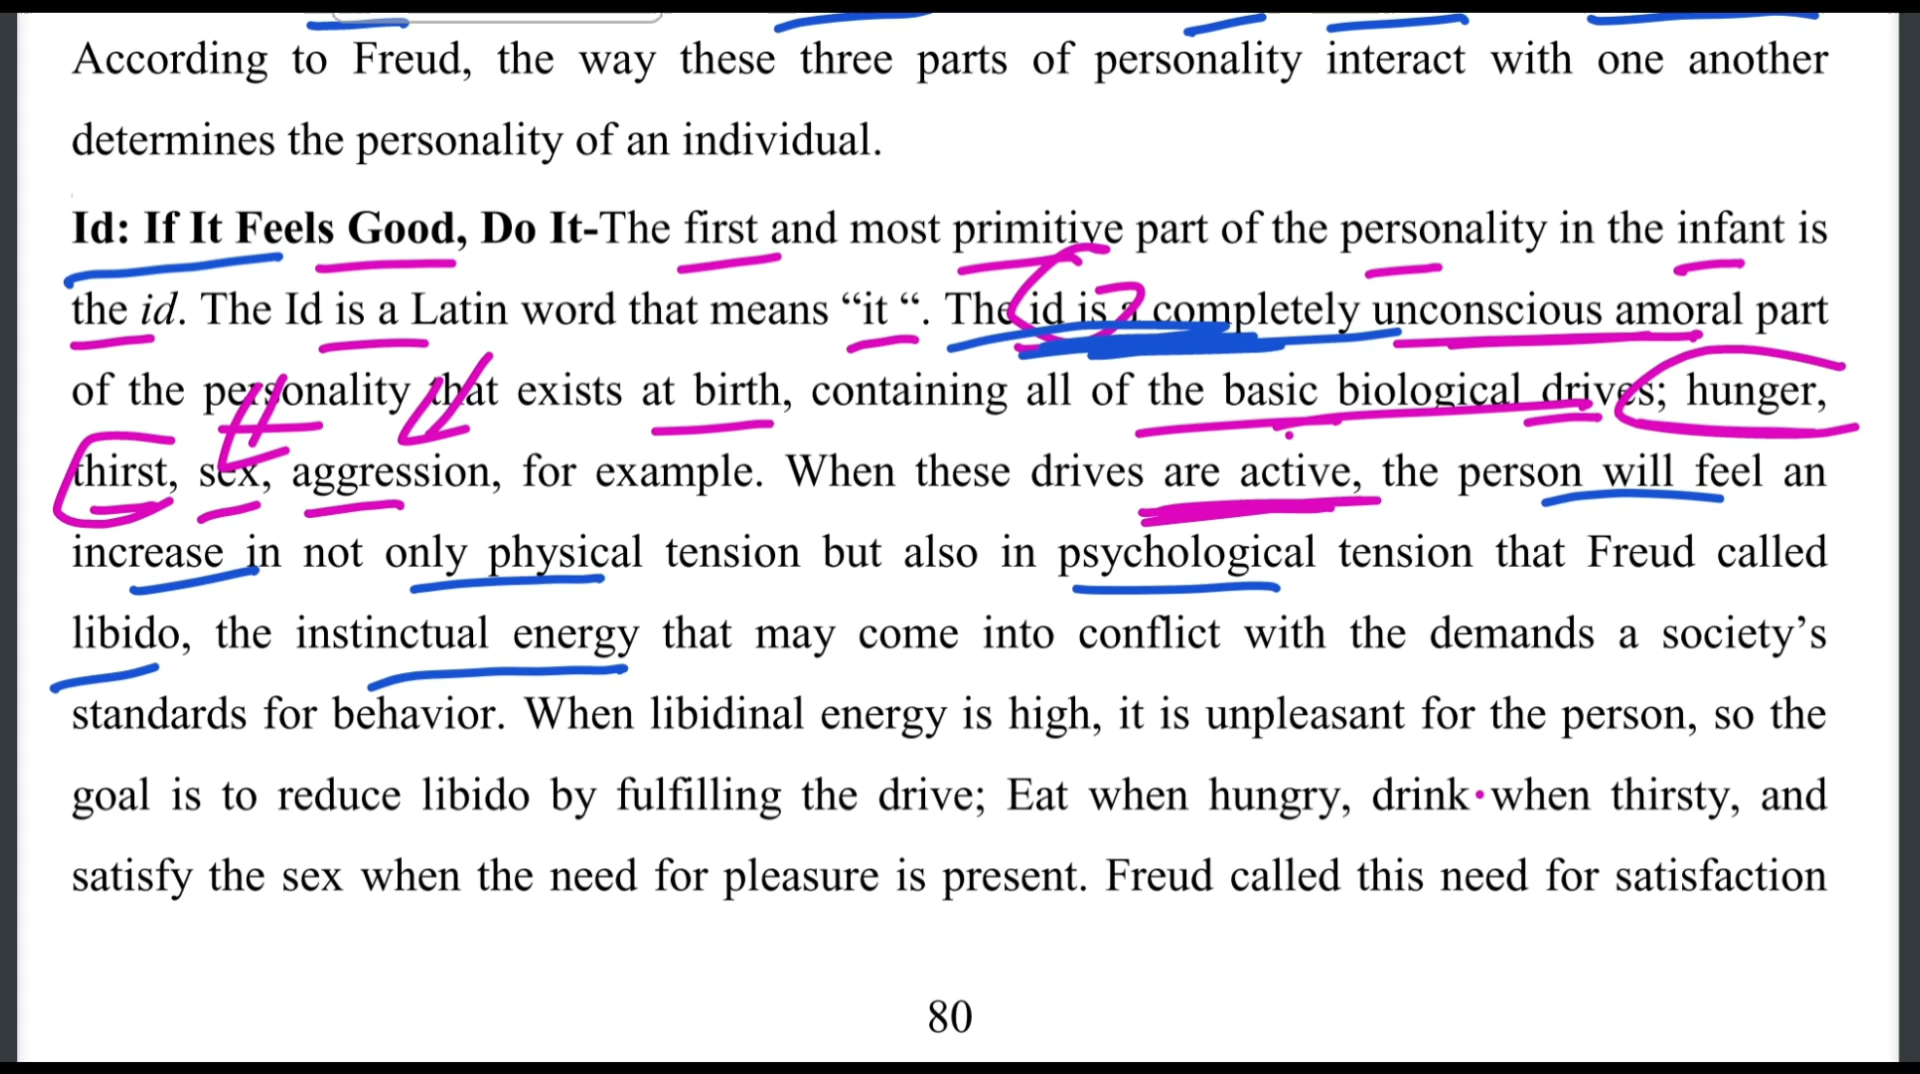 According to Freud, the way these three parts of personality interact with one another
determines the personality of an individual.
Id: If It Feels Good, Do It-The first and most primitive part of the personality in the infant is
the id. The Id is a Latin word that means “it “. The id is a completely unconscious amoral part
of the personality that exists at birth, containing all of the basic biological drives; hunger,
thirst, sex, aggression, for example. When these drives are active, the person will feel an
increase in not only physical tension but also in psychological tension that Freud called
libido, the instinctual energy that may come into conflict with the demands a society’s
standards for behavior. When libidinal energy is high, it is unpleasant for the person, so the
goal is to reduce libido by fulfilling the drive; Eat when hungry, drink when thirsty, and
satisfy the sex when the need for pleasure is present. Freud called this need for satisfaction
80